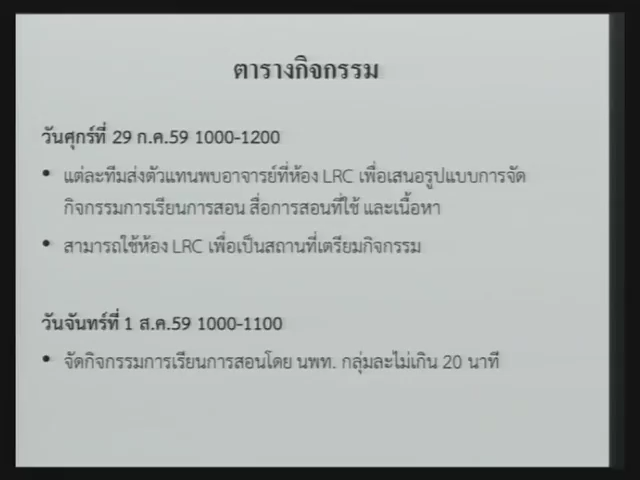 ตารางกิจกรรม
วันศุกร์ที่ 29 ก.ค.59 1000-1200
• แต่ละทีมส่งตัวแทนพบอาจารย์ที่ห้อง LRC เพื่อเสนอรูปแบบการจัด
กิจกรรมการเรียนการสอน สื่อการสอนที่ใช้ และเนื้อหา
• สามารถใช้ห้อง LRC เพื่อเป็นสถานที่เตรียมกิจกรรม
วันจันทร์ที่ 1 ส.ค.59 1000-1100
• จัดกิจกรรมการเรียนการสอนโดย นพท. กลุ่มละไม่เกิน 20 นาที